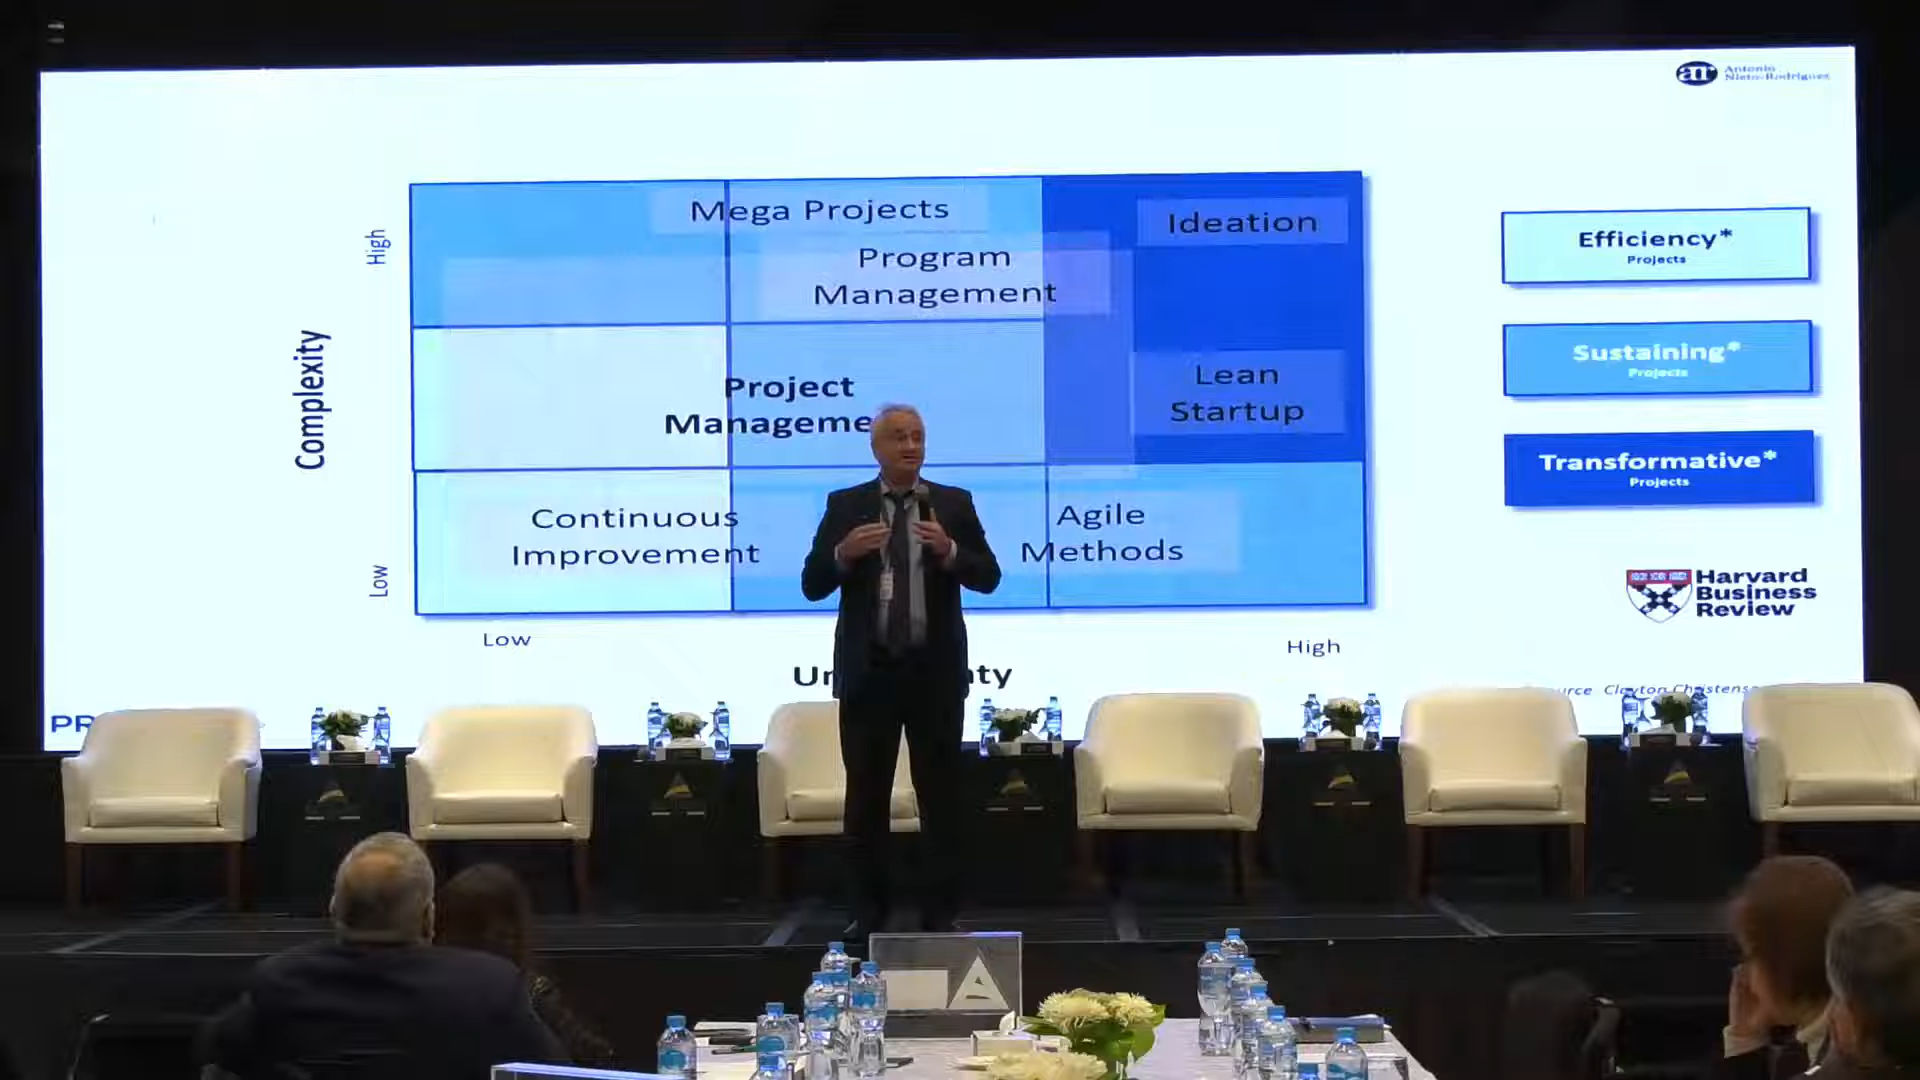 Antonio
Nieto-Rodriguez
Mega Projects
Ideation
Program
Management
High
Complexity
Project
Lean
Startup
Continuous
Improvement
Agile
Methods
Low
Low
High
Efficiency*
Projects
Sustaining*
Projects
Transformative*
Projects
Harvard
Business
Review
Clayton